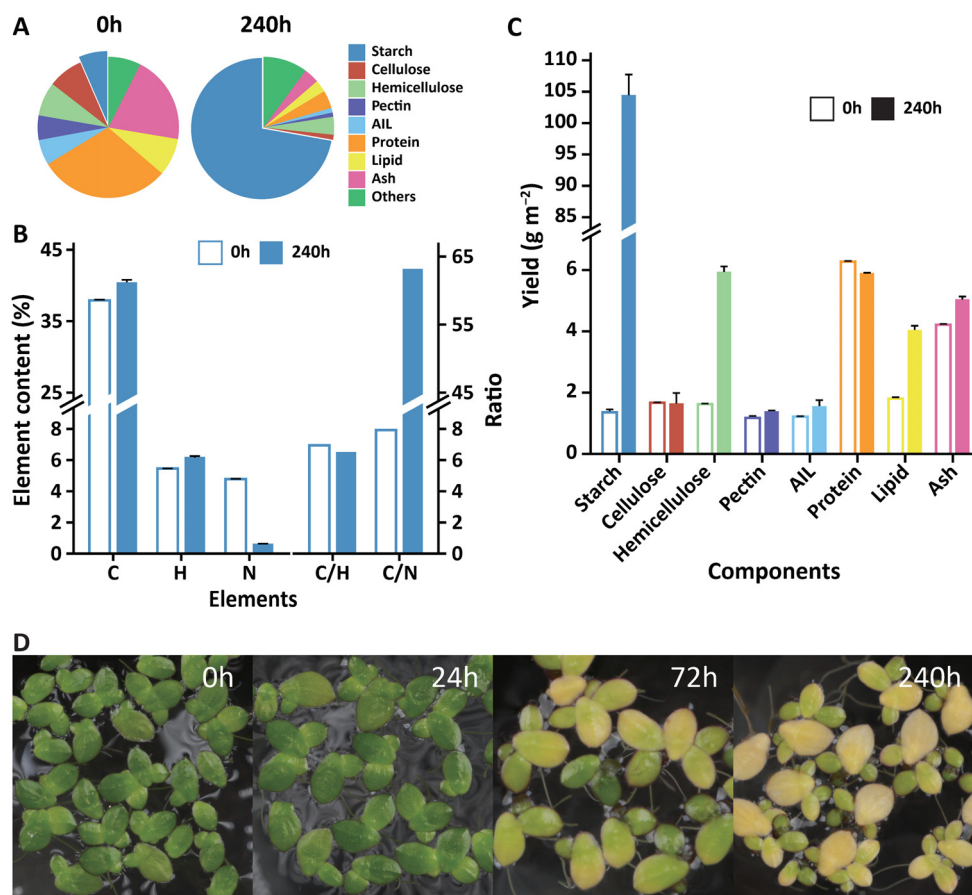 A
0h
240h
Starch
Cellulose
Hemicellulose
Pectin
AIL
Protein
Lipid
Ash
Others
B
0h
240h
Element content (%)
45
35
25
8
6
4
2
0
Ratio
65
55
45
8
6
4
2
0
C
H
N
C/H
C/N
Elements
C
0h
240h
Yield (g m⁻²)
110
105
100
95
90
85
6
4
2
0
Starch
Cellulose
Hemicellulose
Pectin
AIL
Protein
Lipid
Ash
Components
D
0h
24h
72h
240h